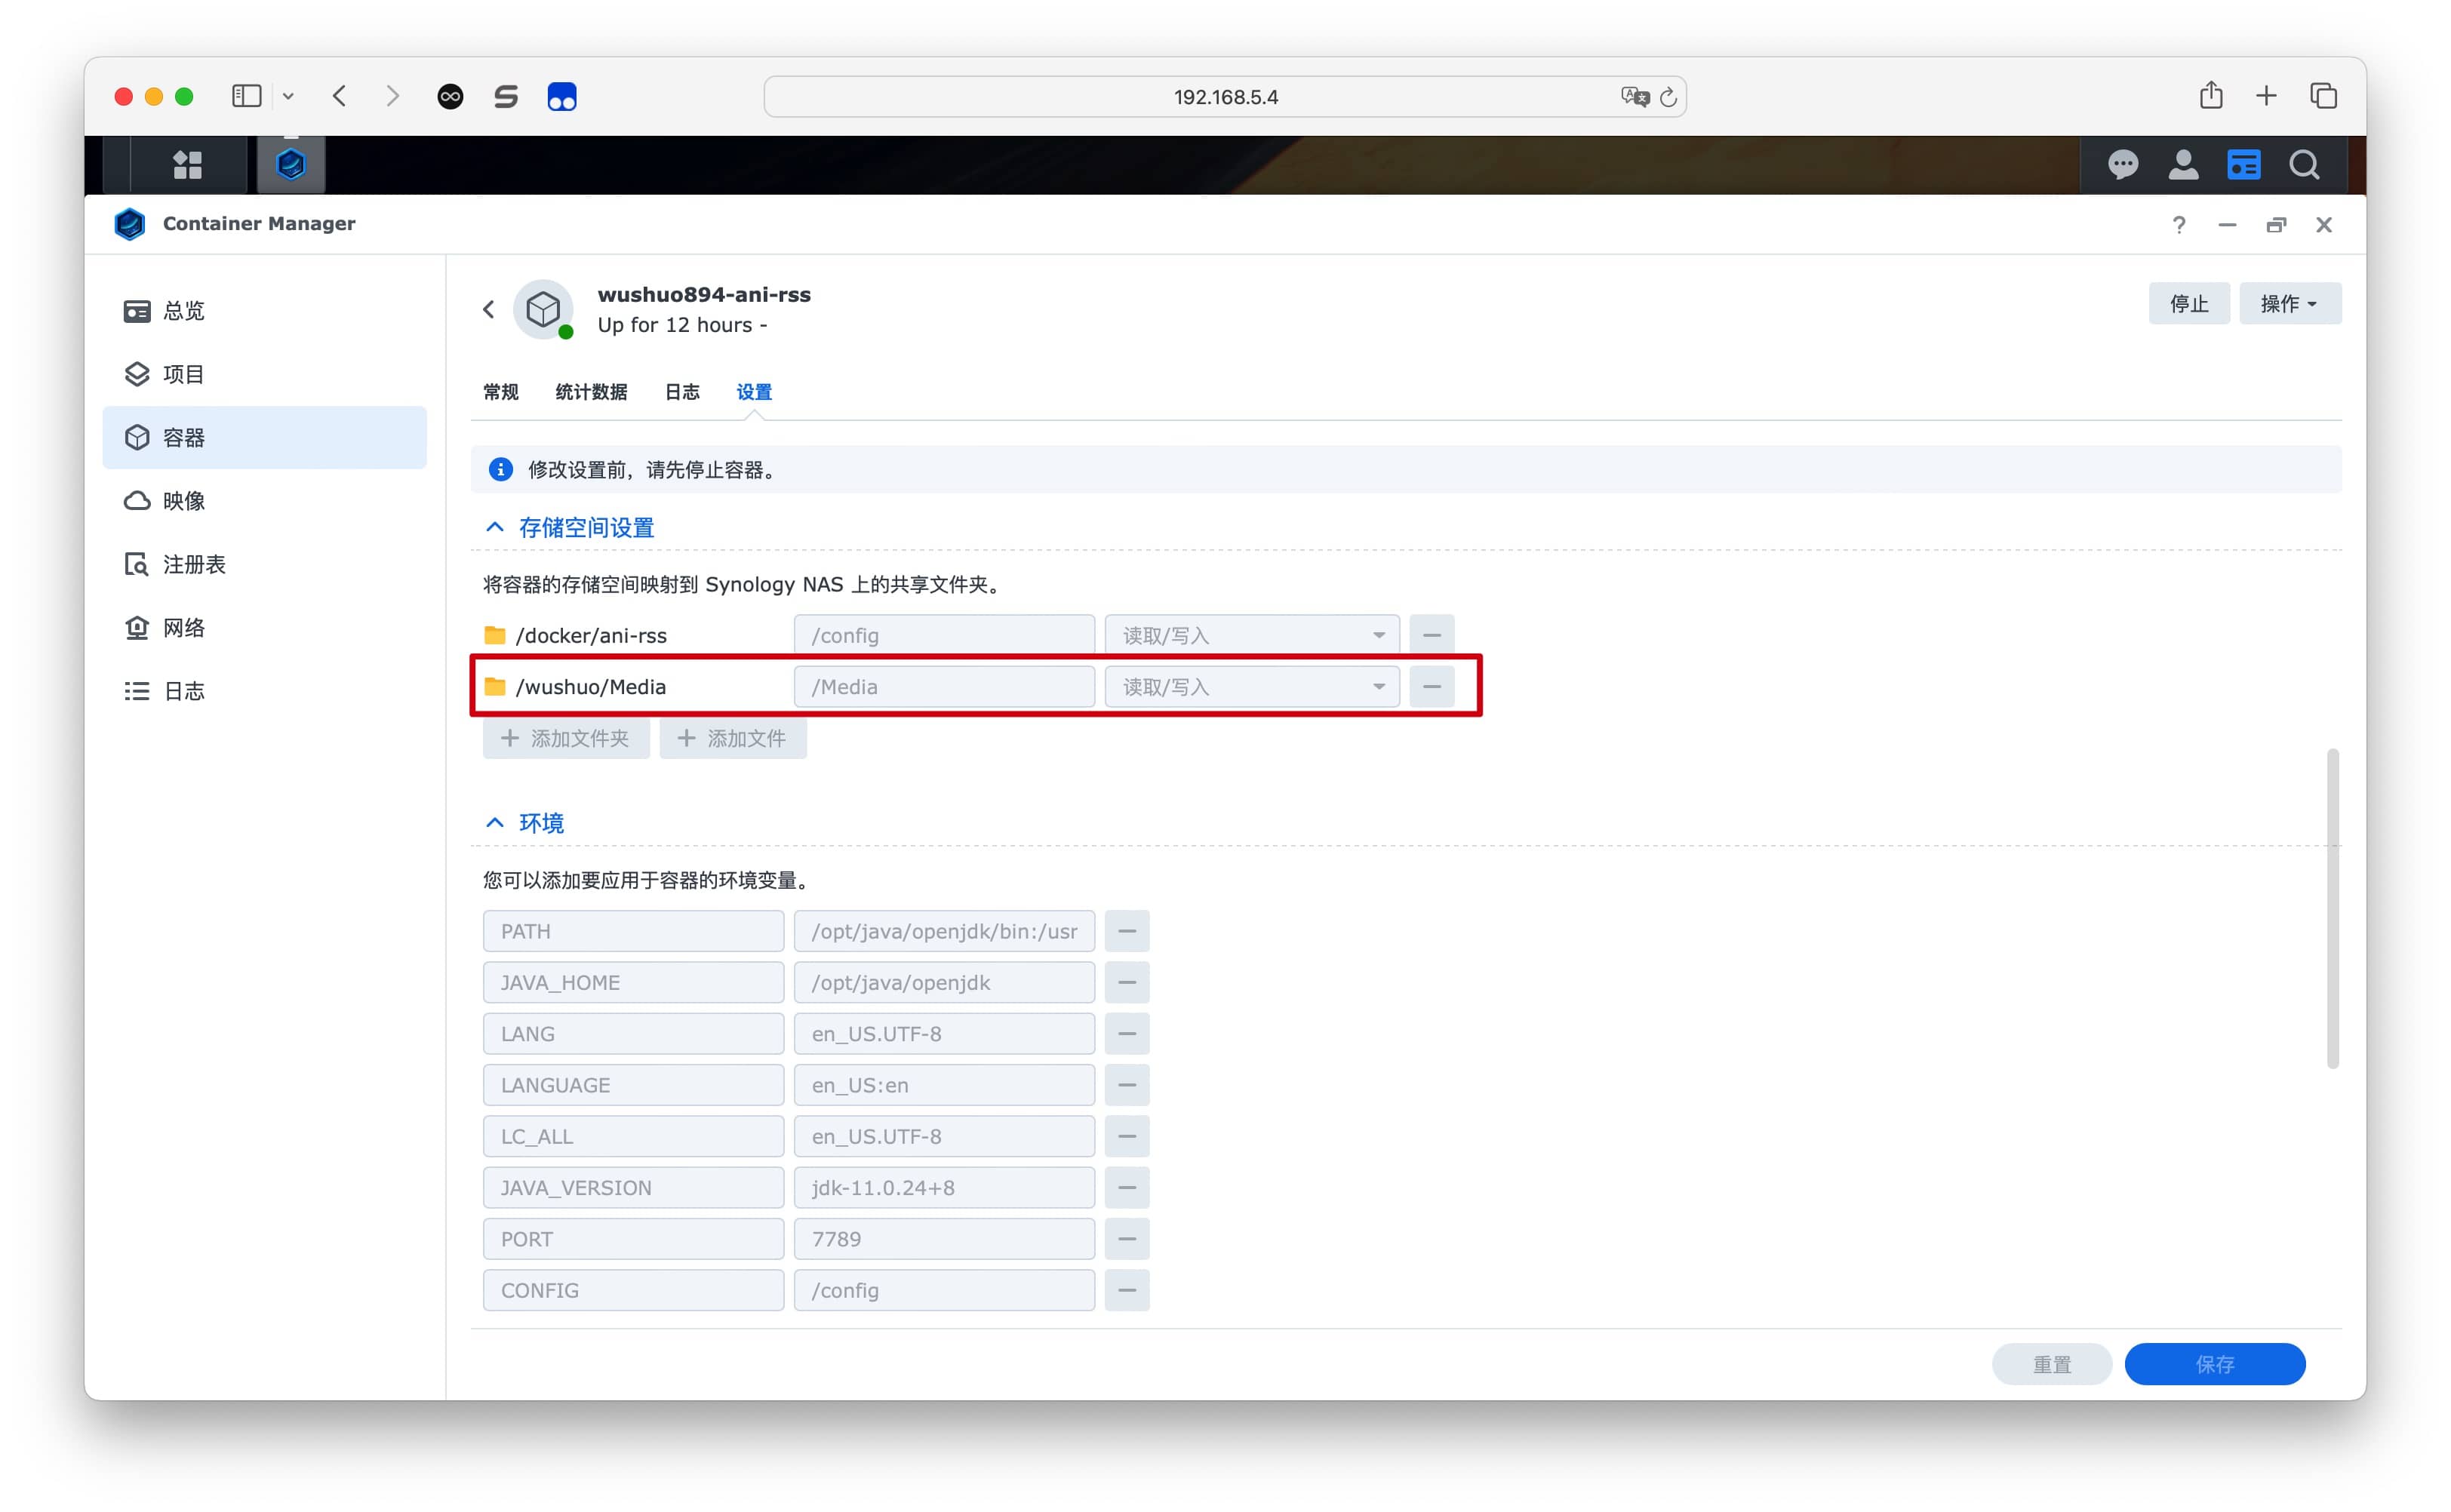 192.168.5.4
Container Manager
总览
项目
容器
映像
注册表
网络
日志
wushuo894-ani-rss
Up for 12 hours -
停止
操作
常规 统计数据 日志 设置
修改设置前，请先停止容器。
存储空间设置
将容器的存储空间映射到 Synology NAS 上的共享文件夹。
/docker/ani-rss /config 读取/写入
/wushuo/Media /Media 读取/写入
添加文件夹 添加文件
环境
您可以添加要应用于容器的环境变量。
PATH /opt/java/openjdk/bin:/usr
JAVA_HOME /opt/java/openjdk
LANG en_US.UTF-8
LANGUAGE en_US:en
LC_ALL en_US.UTF-8
JAVA_VERSION jdk-11.0.24+8
PORT 7789
CONFIG /config
重置 保存